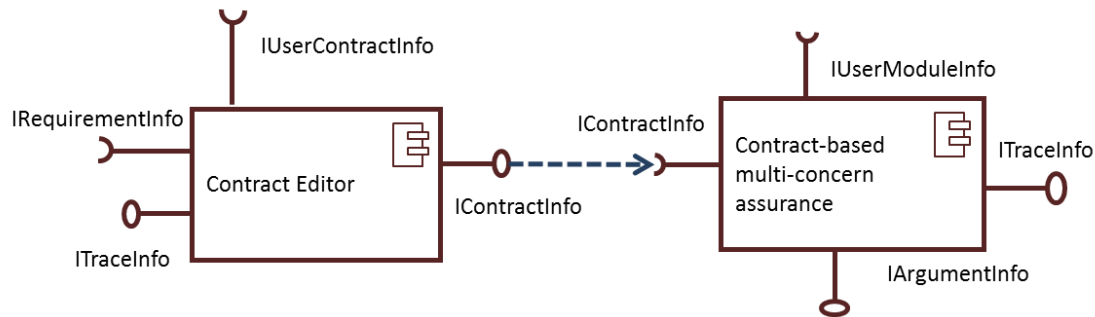 IUserContractInfo
IUserModuleInfo
IRequirementInfo
IContractInfo
Contract-based
multi-concern
assurance
ITraceInfo
Contract Editor
IContractInfo
ITraceInfo
IArgumentInfo